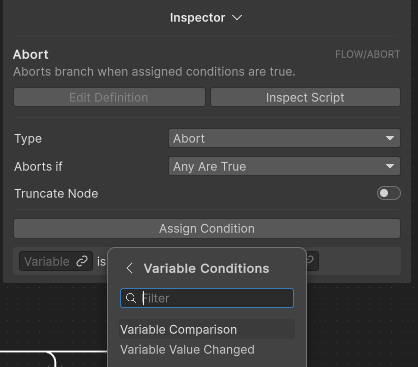 Inspector
Abort
FLOW/ABORT
Aborts branch when assigned conditions are true.
Edit Definition
Inspect Script
Type
Abort
Aborts if
Any Are True
Truncate Node
Assign Condition
Variable
is
Variable Conditions
Filter
Variable Comparison
Variable Value Changed